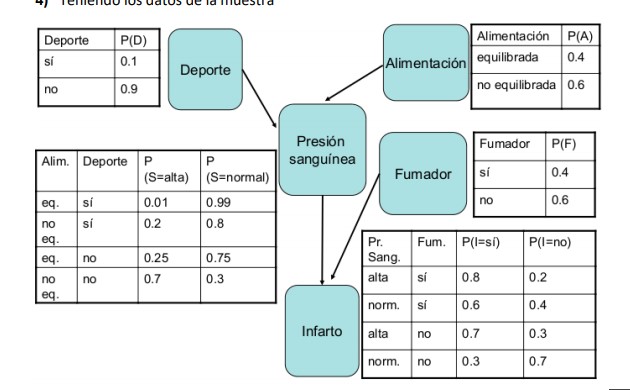 4) Teniendo los datos de la muestra
Deporte P(D)
sí 0.1
no 0.9
Deporte
Alimentación
Alimentación P(A)
equilibrada 0.4
no equilibrada 0.6
Presión
sanguínea
Fumador
Fumador P(F)
sí 0.4
no 0.6
Alim. Deporte P P
(S=alta) (S=normal)
eq. sí 0.01 0.99
no sí 0.2 0.8
eq.
eq. no 0.25 0.75
no no 0.7 0.3
eq.
Infarto
Pr. Fum. P(I=sí) P(I=no)
Sang.
alta sí 0.8 0.2
norm. sí 0.6 0.4
alta no 0.7 0.3
norm. no 0.3 0.7